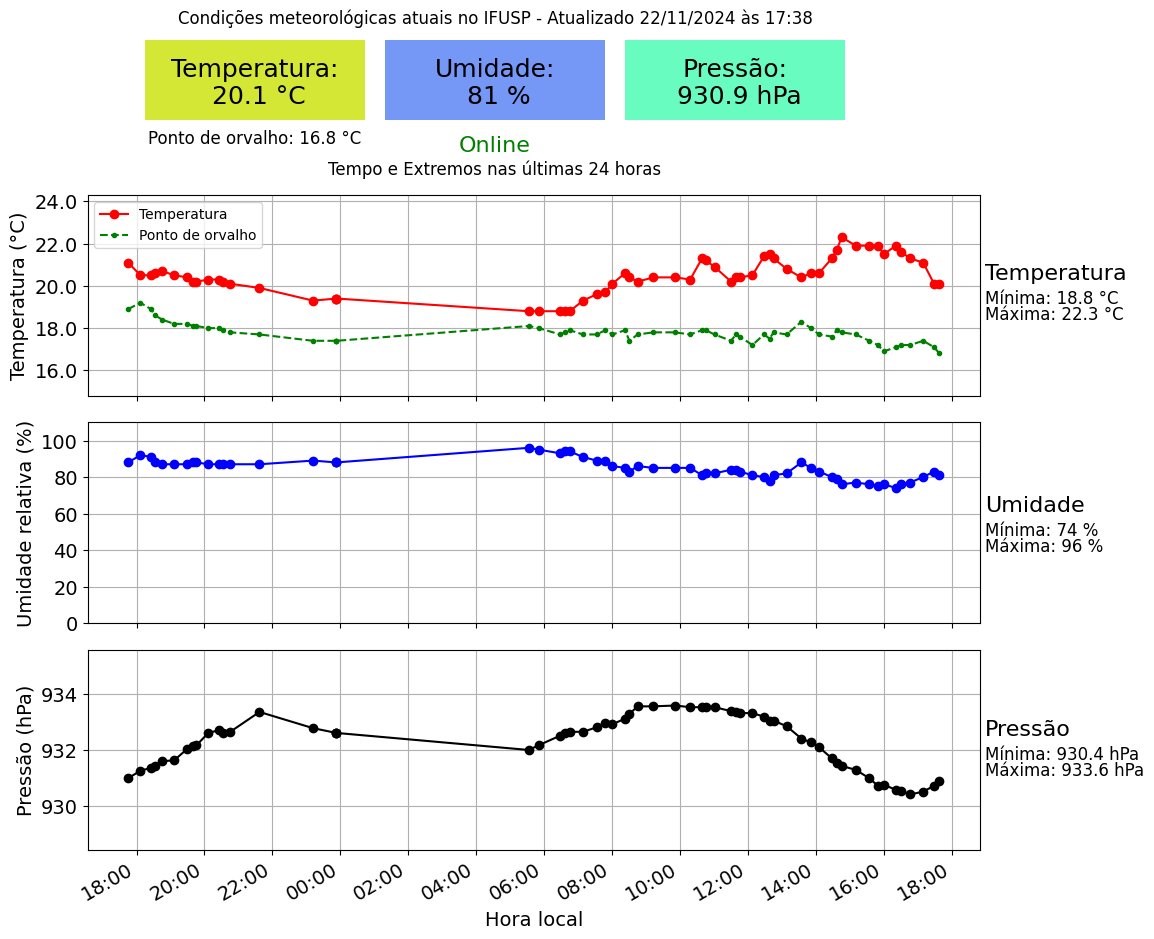 Condições meteorológicas atuais no IFUSP - Atualizado 22/11/2024 às 17:38
Temperatura:
20.1 °C
Umidade:
81 %
Pressão:
930.9 hPa
Ponto de orvalho: 16.8 °C
Online
Tempo e Extremos nas últimas 24 horas
Temperatura (°C)
24.0
22.0
20.0
18.0
16.0
Temperatura
Ponto de orvalho
Temperatura
Mínima: 18.8 °C
Máxima: 22.3 °C
Umidade relativa (%)
100
80
60
40
20
0
Umidade
Mínima: 74 %
Máxima: 96 %
Pressão (hPa)
934
932
930
Pressão
Mínima: 930.4 hPa
Máxima: 933.6 hPa
18:00 20:00 22:00 00:00 02:00 04:00 06:00 08:00 10:00 12:00 14:00 16:00 18:00
Hora local